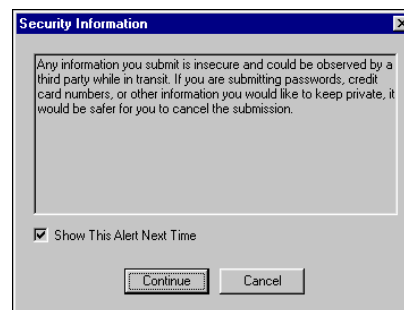 Security Information
Any information you submit is insecure and could be observed by a
third party while in transit. If you are submitting passwords, credit
card numbers, or other information you would like to keep private, it
would be safer for you to cancel the submission.
Show This Alert Next Time
Continue Cancel